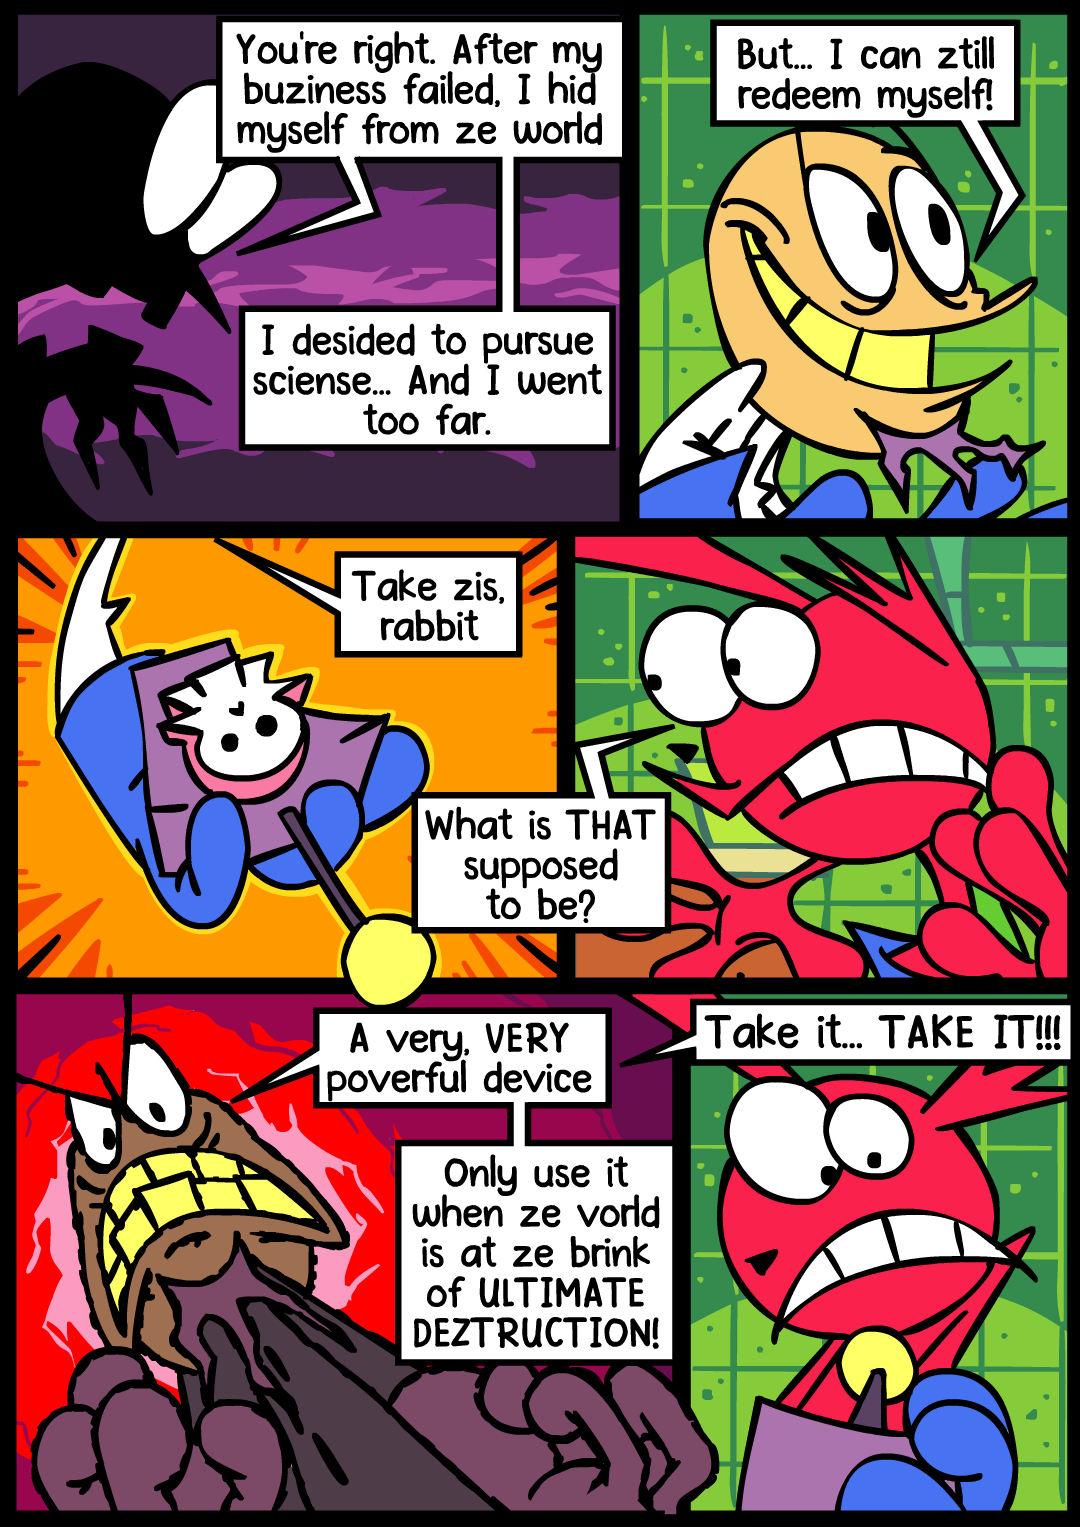 You're right. After my
buziness failed, I hid
myself from ze world
I desided to pursue
sciense... And I went
too far.
But... I can ztill
redeem myself!
Take zis,
rabbit
What is THAT
supposed
to be?
A very, VERY
poverful device
Only use it
when ze vorld
is at ze brink
of ULTIMATE
DEZTRUCTION!
Take it... TAKE IT!!!